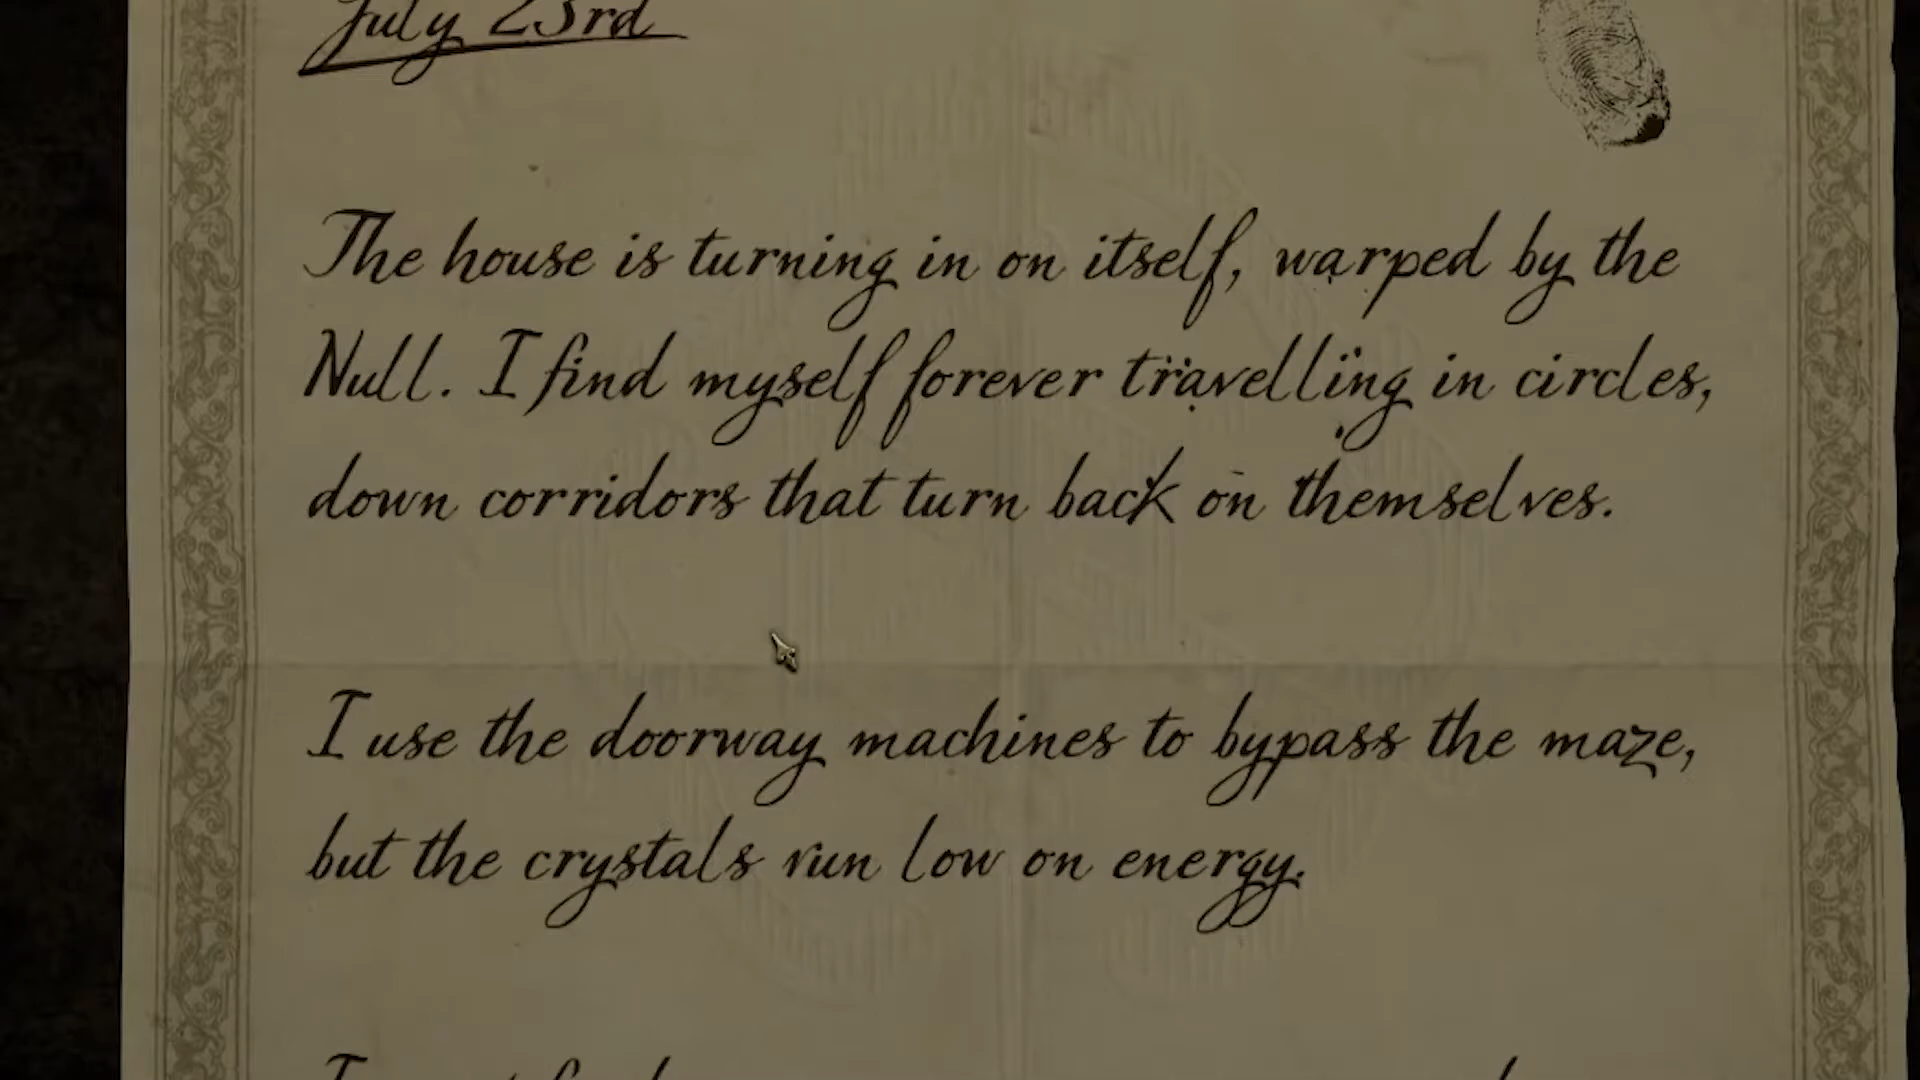 July 23rd
The house is turning in on itself, warped by the
Null. I find myself forever travelling in circles,
down corridors that turn back on themselves.
I use the doorway machines to bypass the maze,
but the crystals run low on energy.